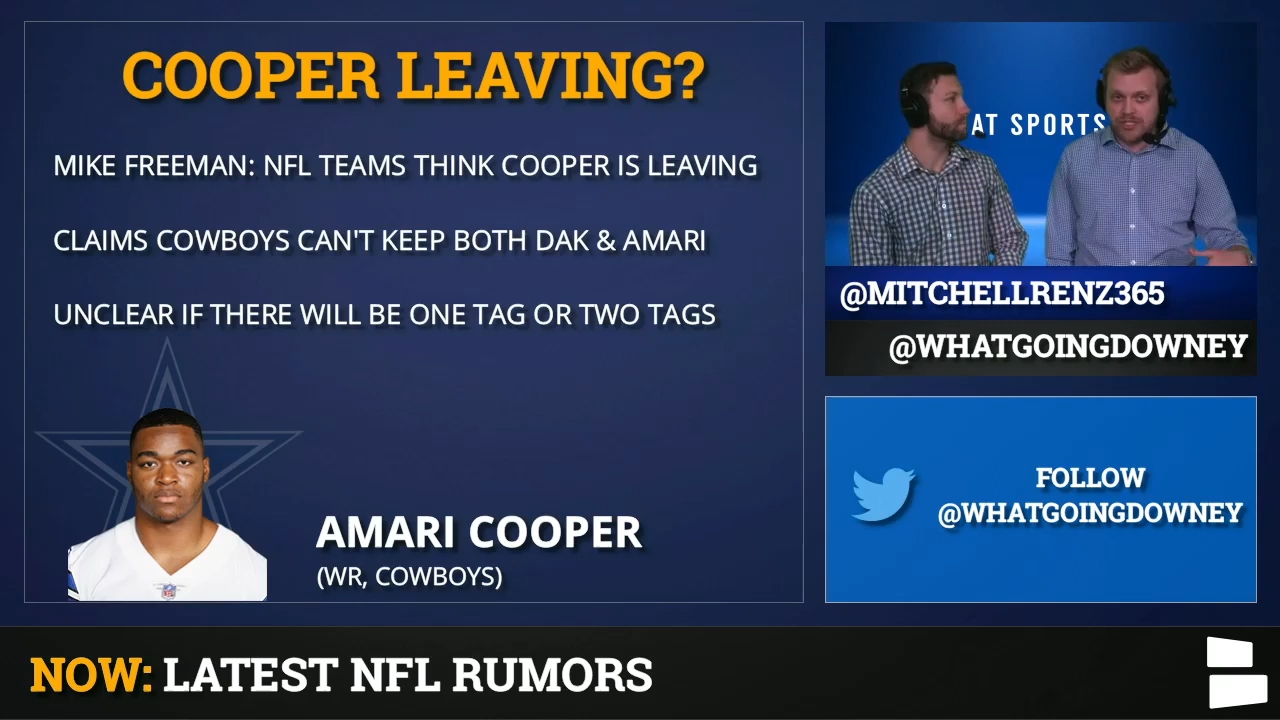 COOPER LEAVING?
MIKE FREEMAN: NFL TEAMS THINK COOPER IS LEAVING
CLAIMS COWBOYS CAN'T KEEP BOTH DAK & AMARI
UNCLEAR IF THERE WILL BE ONE TAG OR TWO TAGS
AMARI COOPER
(WR, COWBOYS)
AT SPORTS
@MITCHELLRENZ365
@WHATGOINGDOWNEY
FOLLOW
@WHATGOINGDOWNEY
NOW: LATEST NFL RUMORS